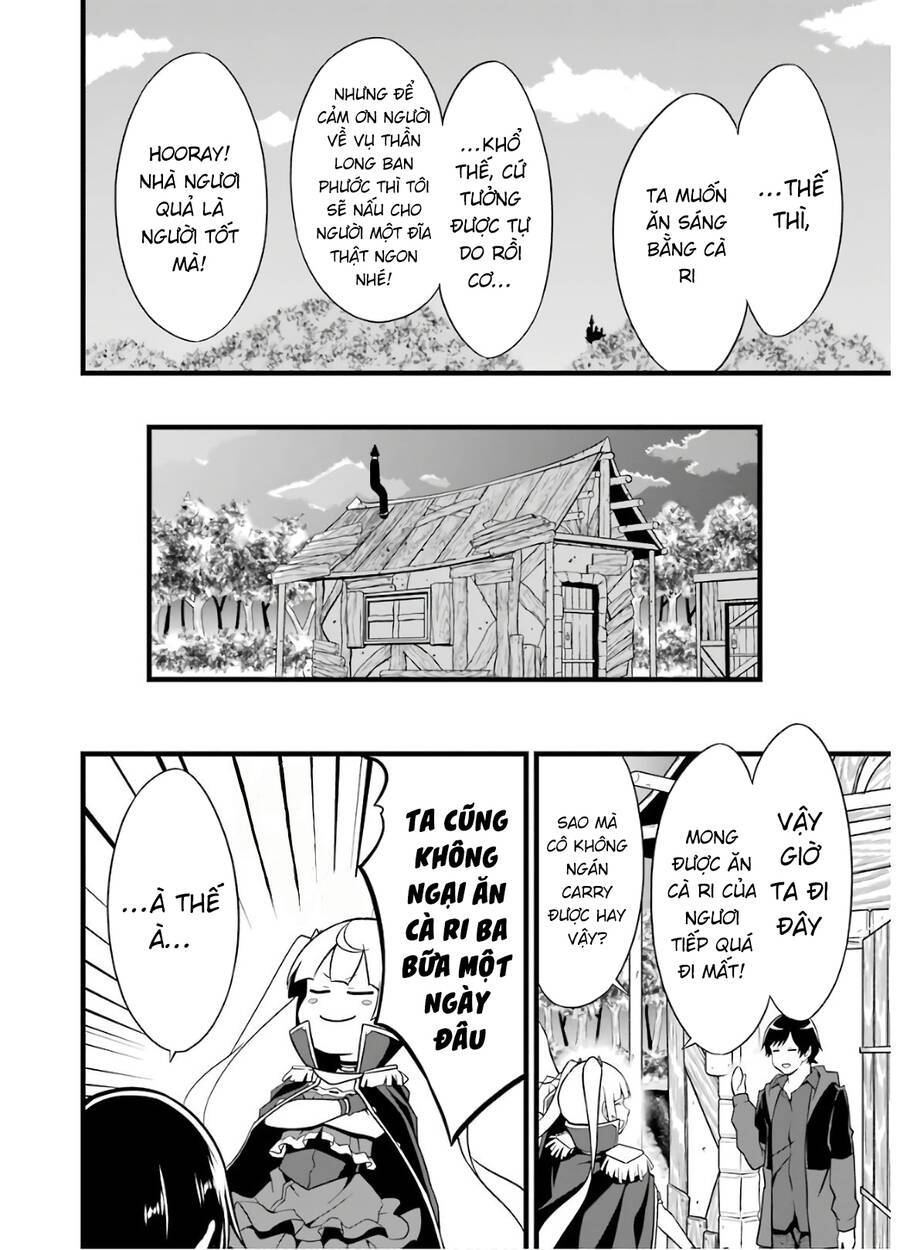 ...THẾ
THÌ,
TA MUỐN
ĂN SÁNG
BẰNG CÀ
RI
...KHỔ
THẾ, CỨ
TƯỞNG
ĐƯỢC TỰ
DO RỒI
CƠ...
NHƯNG ĐỂ
CẢM ƠN NGƯỜI
VỀ VỤ THẦN
LONG BAN
PHƯỚC THÌ TÔI
SẼ NẤU CHO
NGƯỜI MỘT ĐĨA
THẬT NGON
NHÉ!
HOORAY!
NHÀ NGƯƠI
QUẢ LÀ
NGƯỜI TỐT
MÀ!
VẬY
GIỜ
TA ĐI
ĐÂY
MONG
ĐƯỢC ĂN
CÀ RI CỦA
NGƯƠI
TIẾP QUÁ
ĐI MẤT!
SAO MÀ
CÔ KHÔNG
NGÁN
CARRY
ĐƯỢC HAY
VẬY?
TA CŨNG
KHÔNG
NGẠI ĂN
CÀ RI BA
BỮA MỘT
NGÀY
ĐÂU
...À THẾ
À...